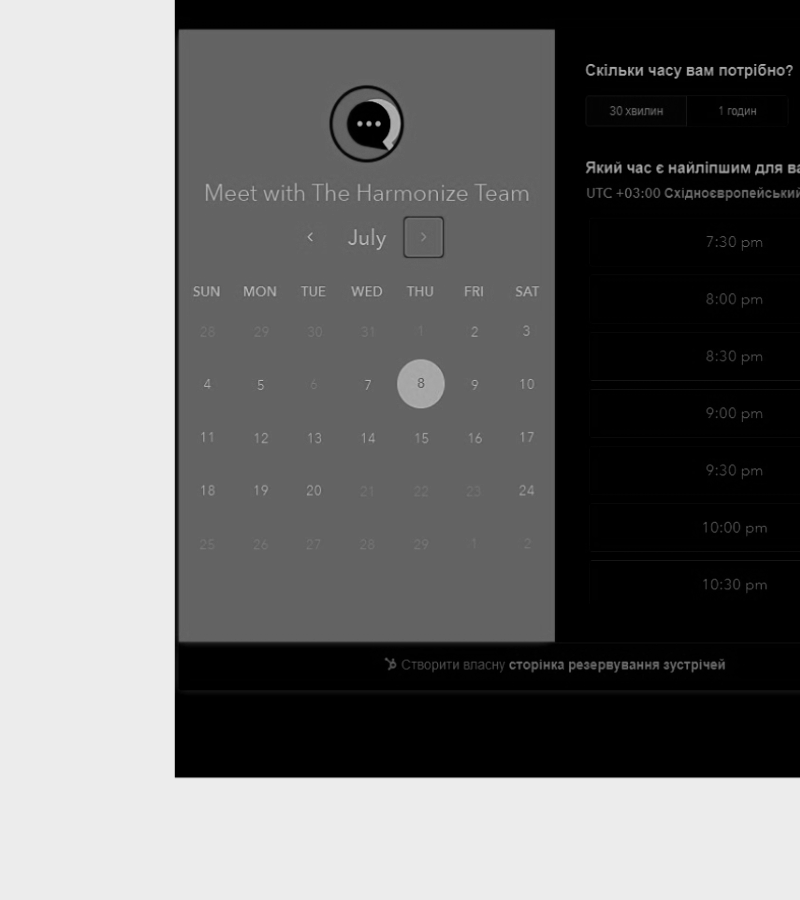 Meet with The Harmonize Team
July
SUN MON TUE WED THU FRI SAT
28 29 30 31 1 2 3
4 5 6 7 8 9 10
11 12 13 14 15 16 17
18 19 20 21 22 23 24
25 26 27 28 29 1 2
Скільки часу вам потрібно?
30 хвилин 1 годин
Який час є найліпшим для
UTC +03:00 Східноєвропейський
7:30 pm
8:00 pm
8:30 pm
9:00 pm
9:30 pm
10:00 pm
10:30 pm
Створити власну сторінка резервування зустрічей